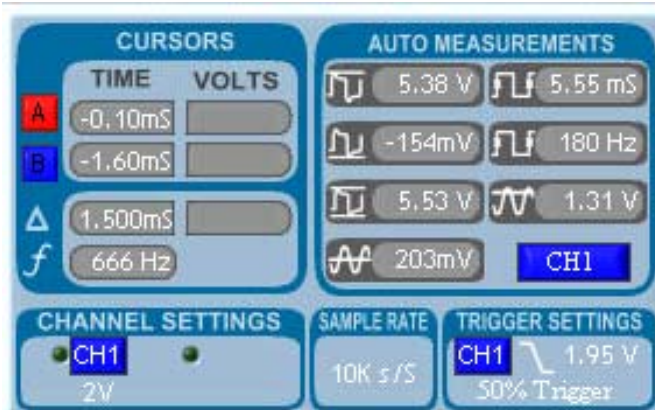 CURSORS
TIME VOLTS
A -0.10mS
B -1.60mS
Δ 1.500mS
f 666 Hz
AUTO MEASUREMENTS
5.38 V 5.55 mS
-154mV 180 Hz
5.53 V 1.31 V
203mV CH1
CHANNEL SETTINGS
CH1
2V
SAMPLE RATE
10K s/S
TRIGGER SETTINGS
CH1 1.95 V
50% Trigger